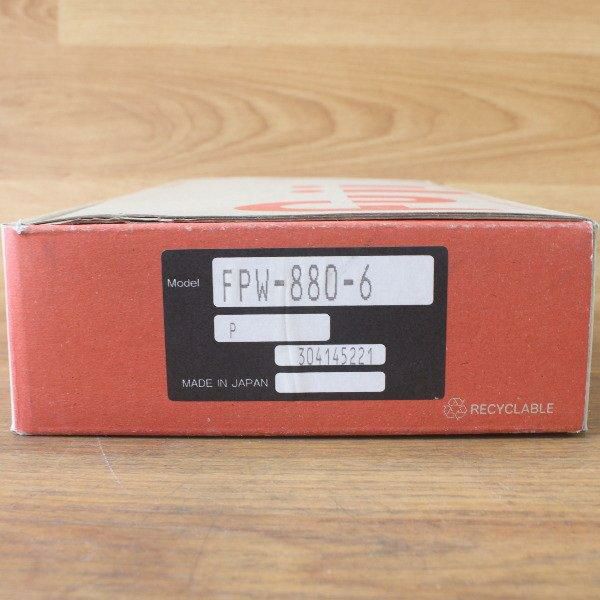 Model FPW-880-6
P
304145221
MADE IN JAPAN
RECYCLABLE